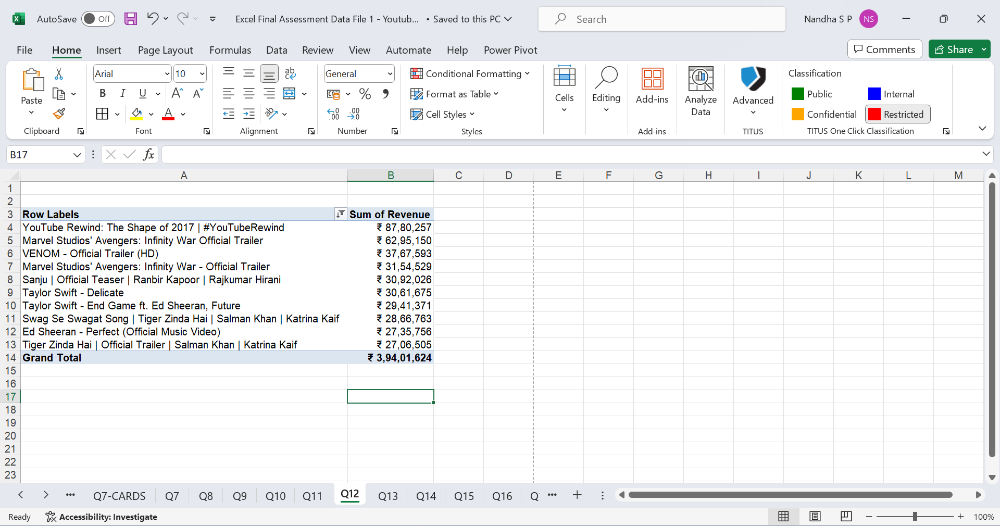 AutoSave Off Excel Final Assessment Data File 1 - Youtub... • Saved to this PC Search Nandha S P NS
File Home Insert Page Layout Formulas Data Review View Automate Help Power Pivot Comments Share
Paste
Clipboard
Arial 10
B I U A A
A
Font
ab
Alignment
General
% 9
Number
Conditional Formatting
Format as Table
Cell Styles
Styles
Cells
Editing
Add-ins
Add-ins
Analyze
Data
Advanced
TITUS
Classification
Public Internal
Confidential Restricted
TITUS One Click Classification
B17 fx
A B C D E F G H I J K L M
1
2
3 Row Labels Sum of Revenue
4 YouTube Rewind: The Shape of 2017 | #YouTubeRewind ₹ 87,80,257
5 Marvel Studios' Avengers: Infinity War Official Trailer ₹ 62,95,150
6 VENOM - Official Trailer (HD) ₹ 37,67,593
7 Marvel Studios' Avengers: Infinity War - Official Trailer ₹ 31,54,529
8 Sanju | Official Teaser | Ranbir Kapoor | Rajkumar Hirani ₹ 30,92,026
9 Taylor Swift - Delicate ₹ 30,61,675
10 Taylor Swift - End Game ft. Ed Sheeran, Future ₹ 29,41,371
11 Swag Se Swagat Song | Tiger Zinda Hai | Salman Khan | Katrina Kaif ₹ 28,66,763
12 Ed Sheeran - Perfect (Official Music Video) ₹ 27,35,756
13 Tiger Zinda Hai | Official Trailer | Salman Khan | Katrina Kaif ₹ 27,06,505
14 Grand Total ₹ 3,94,01,624
15
16
17
18
19
20
21
22
23
Q7-CARDS Q7 Q8 Q9 Q10 Q11 Q12 Q13 Q14 Q15 Q16 Q
Ready Accessibility: Investigate 100%